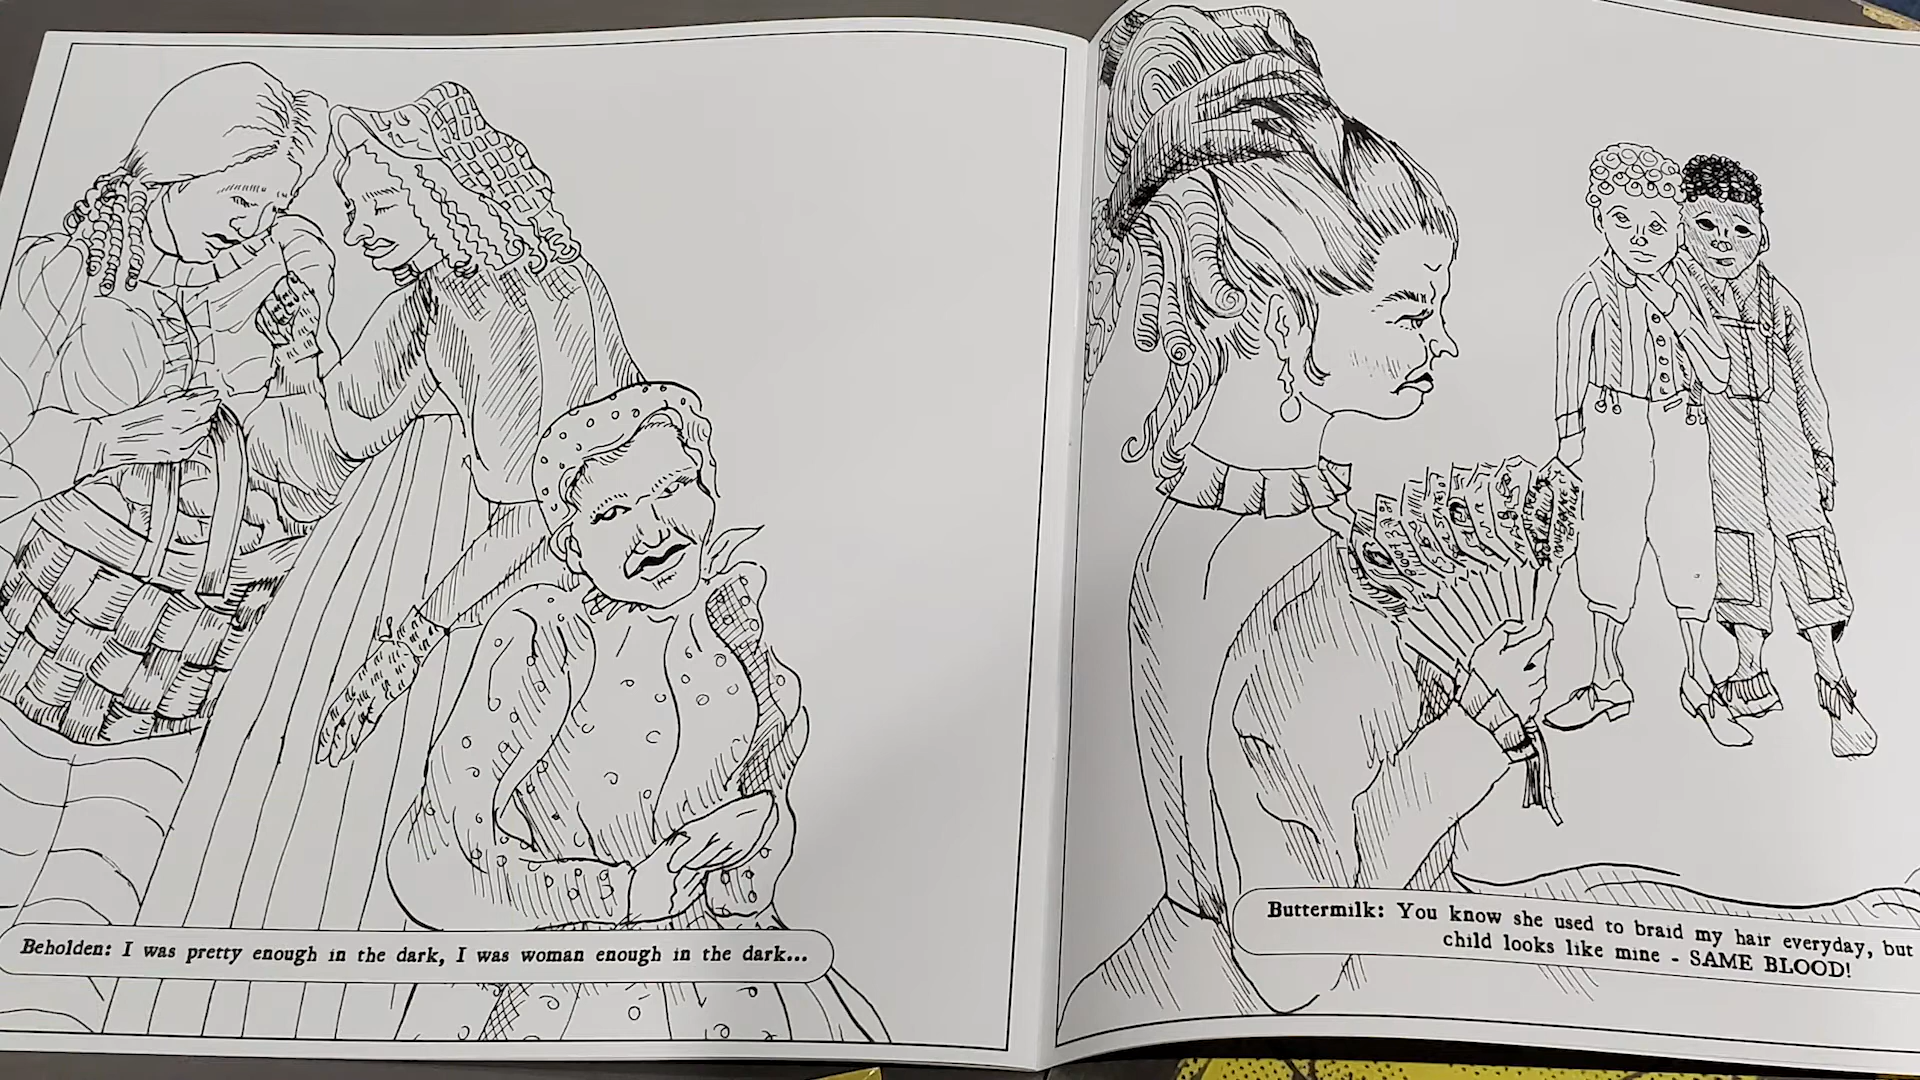 Beholden: I was pretty enough in the dark, I was woman enough in the dark...
Buttermilk: You know she used to braid my hair everyday, but
child looks like mine - SAME BLOOD!